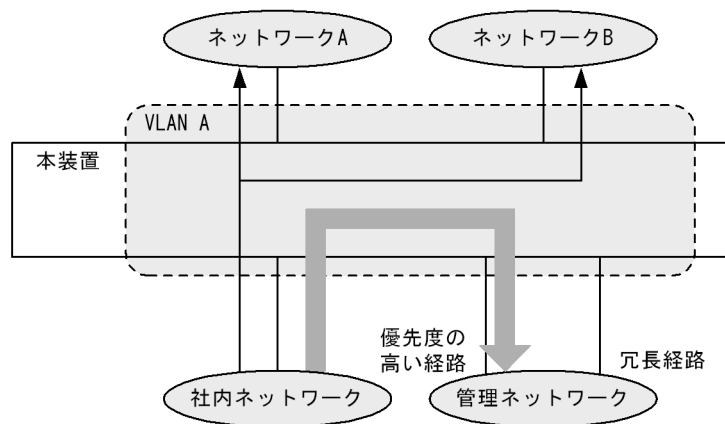 ネットワークA
ネットワークB
VLAN A
本装置
優先度の
高い経路
冗長経路
社内ネットワーク
管理ネットワーク